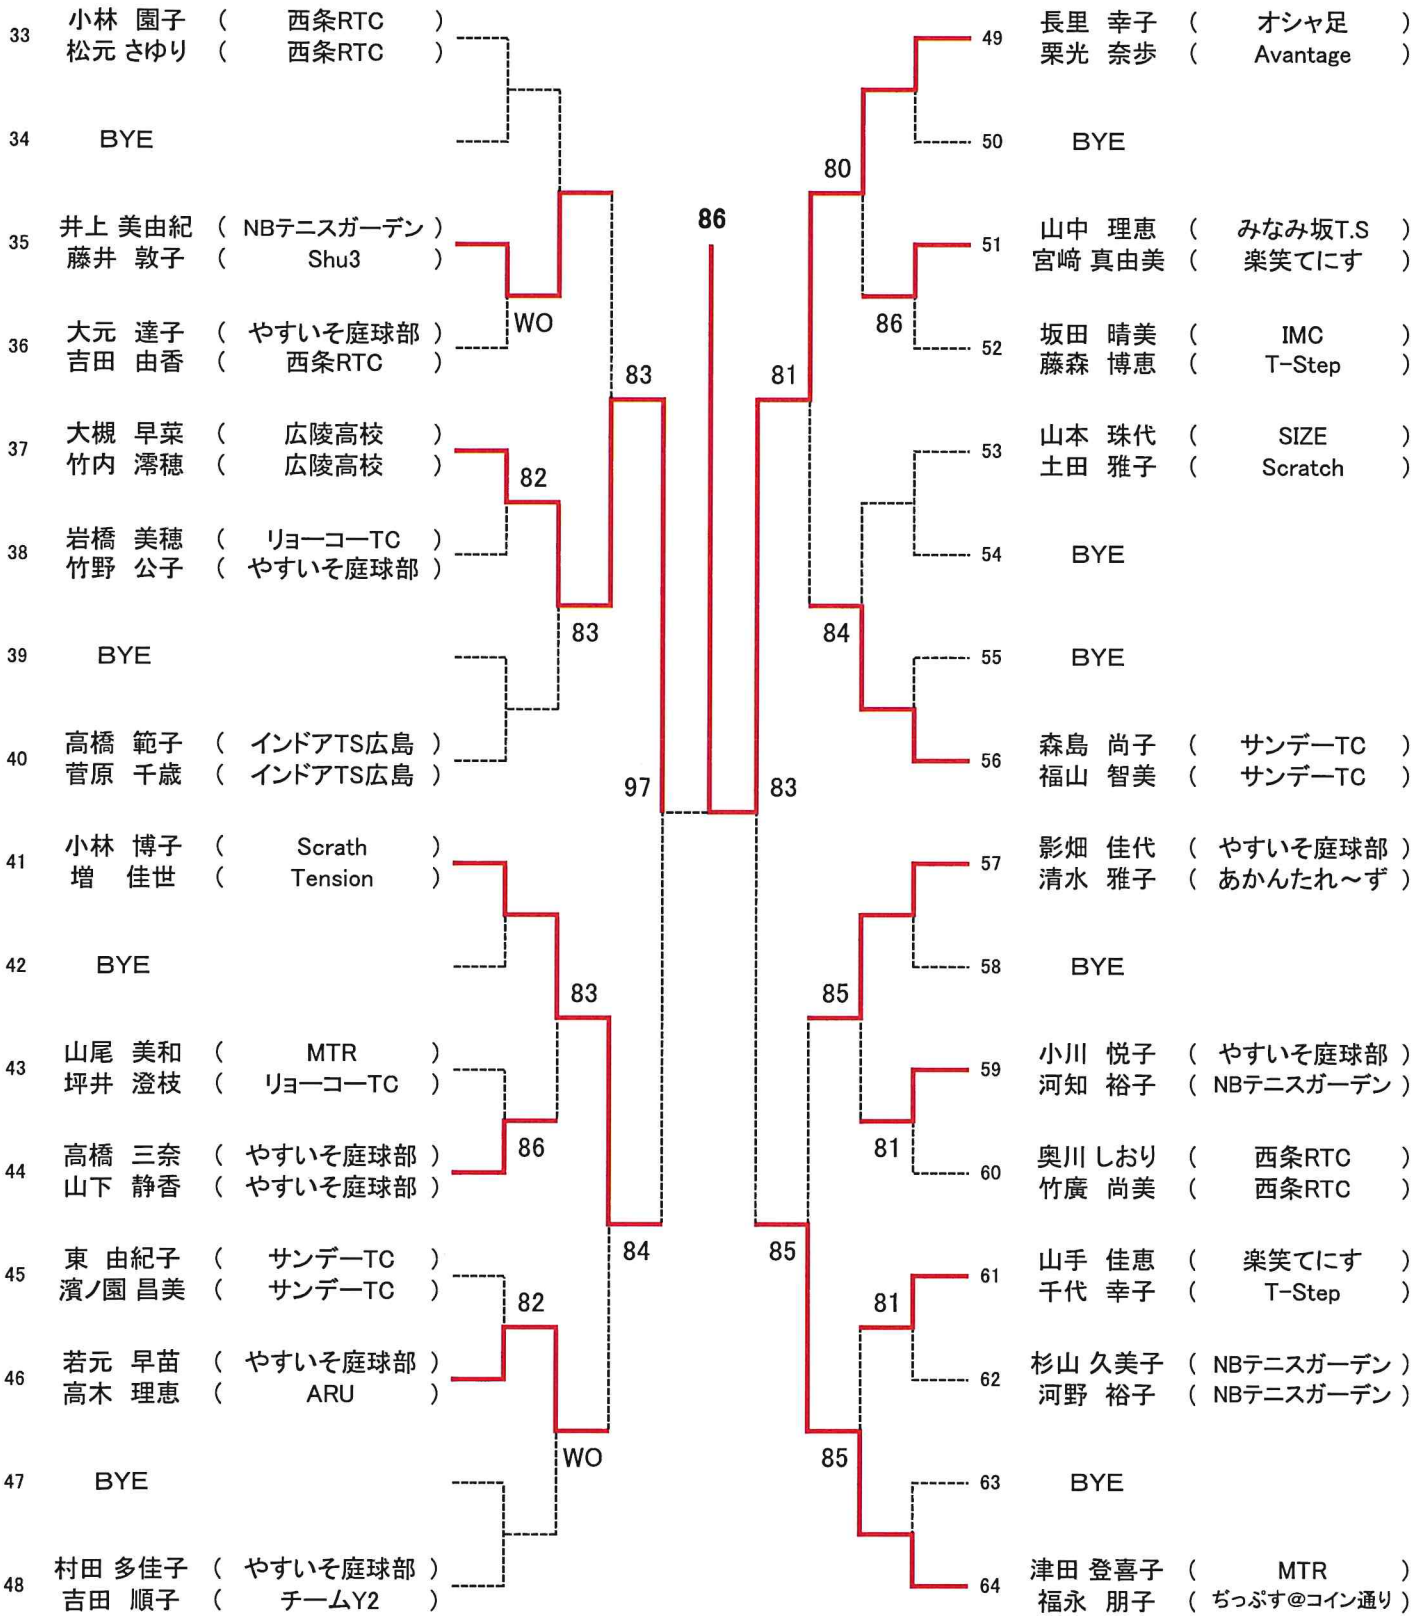 33
小林 園子 ( 西条RTC )
松元 さゆり ( 西条RTC )
34 BYE
35
井上 美由紀 ( NBテニスガーデン )
藤井 敦子 ( Shu3 )
WO
36
大元 達子 ( やすいそ庭球部 )
吉田 由香 ( 西条RTC )
83
37
大槻 早菜 ( 広陵高校 )
竹内 澪穂 ( 広陵高校 )
82
38
岩橋 美穂 ( リョーコーTC )
竹野 公子 ( やすいそ庭球部 )
83
39 BYE
40
高橋 範子 ( インドアTS広島 )
菅原 千歳 ( インドアTS広島 )
97
41
小林 博子 ( Scrath )
増 佳世 ( Tension )
42 BYE
83
43
山尾 美和 ( MTR )
坪井 澄枝 ( リョーコーTC )
86
44
高橋 三奈 ( やすいそ庭球部 )
山下 静香 ( やすいそ庭球部 )
84
45
東 由紀子 ( サンデーTC )
濱ノ園 昌美 ( サンデーTC )
82
46
若元 早苗 ( やすいそ庭球部 )
高木 理恵 ( ARU )
WO
47 BYE
48
村田 多佳子 ( やすいそ庭球部 )
吉田 順子 ( チームY2 )
86
49
長里 幸子 ( オシャ足 )
栗光 奈歩 ( Avantage )
50 BYE
80
51
山中 理恵 ( みなみ坂T.S )
宮﨑 真由美 ( 楽笑てにす )
86
52
坂田 晴美 ( IMC )
藤森 博恵 ( T-Step )
81
53
山本 珠代 ( SIZE )
土田 雅子 ( Scratch )
54 BYE
84
55 BYE
56
森島 尚子 ( サンデーTC )
福山 智美 ( サンデーTC )
83
57
影畑 佳代 ( やすいそ庭球部 )
清水 雅子 ( あかんたれ～ず )
58 BYE
85
59
小川 悦子 ( やすいそ庭球部 )
河知 裕子 ( NBテニスガーデン )
81
60
奥川 しおり ( 西条RTC )
竹廣 尚美 ( 西条RTC )
85
61
山手 佳恵 ( 楽笑てにす )
千代 幸子 ( T-Step )
81
62
杉山 久美子 ( NBテニスガーデン )
河野 裕子 ( NBテニスガーデン )
85
63 BYE
64
津田 登喜子 ( MTR )
福永 朋子 ( ぢっぷす@コイン通り )